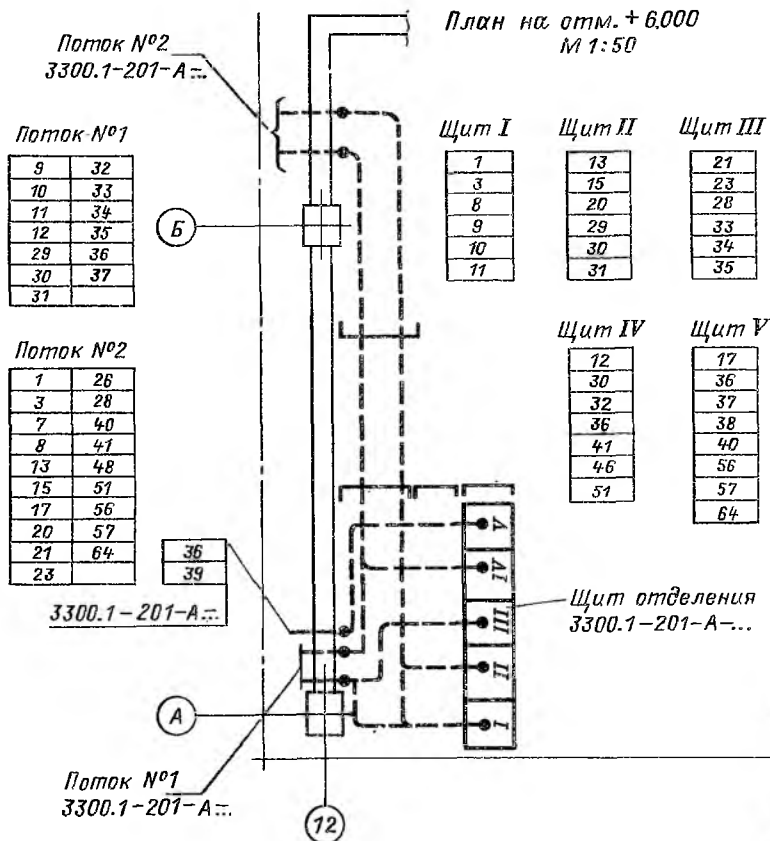 План на отм. + 6,000
М 1:50
Поток №2
3300.1-201-А-...
Поток №1
9 32
10 33
11 34
12 35
29 36
30 37
31
Б
Щит I
1
3
8
9
10
11
Щит II
13
15
20
29
30
31
Щит III
21
23
28
33
34
35
Щит IV
12
30
32
36
41
46
51
Щит V
17
36
37
38
40
56
57
64
Поток №2
1 26
3 28
7 40
8 41
13 48
15 51
17 56
20 57
21 64
23
36
39
3300.1-201-А-...
V
IV
III
II
I
Щит отделения
3300.1-201-А-...
А
Поток №1
3300.1-201-А-...
12